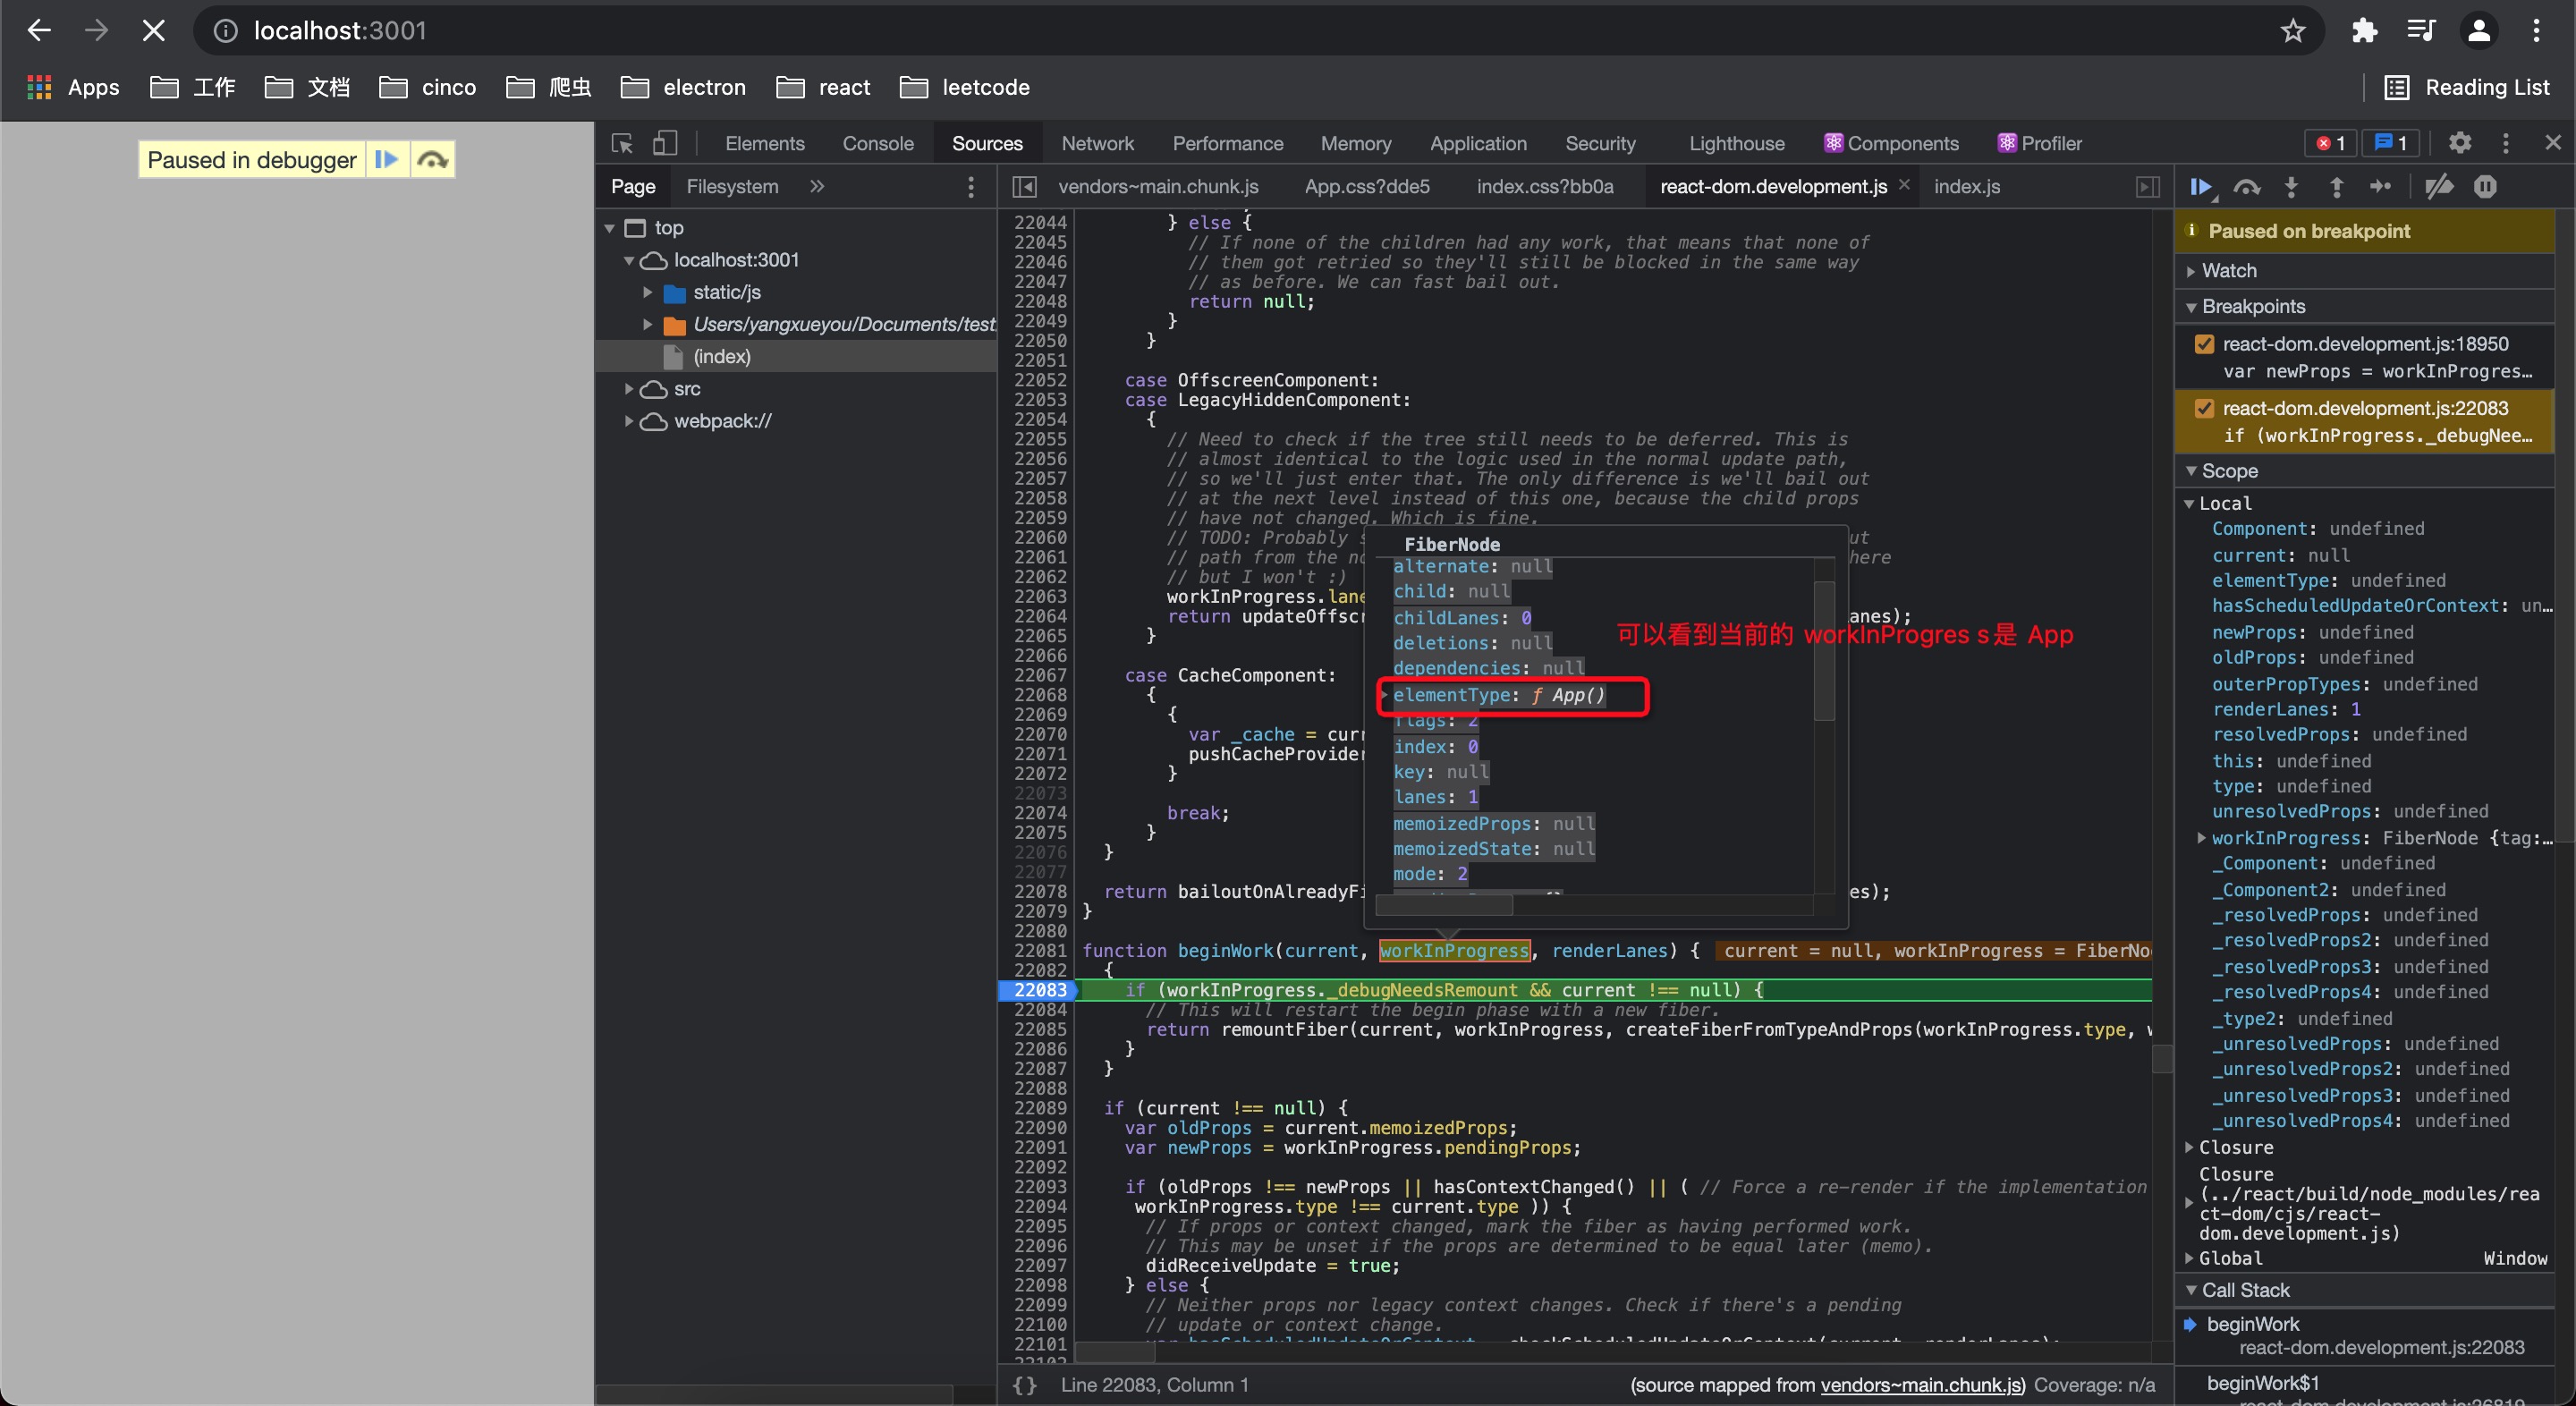 localhost:3001
Apps 工作 文档 cinco 爬虫 electron react leetcode Reading List
Paused in debugger
Elements Console Sources Network Performance Memory Application Security Lighthouse Components Profiler 1 1
Page Filesystem »
vendors~main.chunk.js App.css?dde5 index.css?bb0a react-dom.development.js × index.js
top
localhost:3001
static/js
Users/yangxueyou/Documents/test
(index)
src
webpack://
22044 } else {
22045 // If none of the children had any work, that means that none of
22046 // them got retried so they'll still be blocked in the same way
22047 // as before. We can fast bail out.
22048 return null;
22049 }
22050 }
22051
22052 case OffscreenComponent:
22053 case LegacyHiddenComponent:
22054 {
22055 // Need to check if the tree still needs to be deferred. This is
22056 // almost identical to the logic used in the normal update path,
22057 // so we'll just enter that. The only difference is we'll bail out
22058 // at the next level instead of this one, because the child props
22059 // have not changed. Which is fine.
22060 // TODO: Probably s ut
22061 // path from the no here
22062 // but I won't :)
22063 workInProgress.lane
22064 return updateOffscr anes);
22065 }
22066
22067 case CacheComponent:
22068 {
22069 {
22070 var _cache = curr
22071 pushCacheProvider
22072 }
22073
22074 break;
22075 }
22076 }
22077
22078 return bailoutOnAlreadyFi es);
22079 }
22080
22081 function beginWork(current, workInProgress, renderLanes) { current = null, workInProgress = FiberNo
22082 {
22083 if (workInProgress._debugNeedsRemount && current !== null) {
22084 // This will restart the begin phase with a new fiber.
22085 return remountFiber(current, workInProgress, createFiberFromTypeAndProps(workInProgress.type, w
22086 }
22087 }
22088
22089 if (current !== null) {
22090 var oldProps = current.memoizedProps;
22091 var newProps = workInProgress.pendingProps;
22092
22093 if (oldProps !== newProps || hasContextChanged() || ( // Force a re-render if the implementation
22094 workInProgress.type !== current.type )) {
22095 // If props or context changed, mark the fiber as having performed work.
22096 // This may be unset if the props are determined to be equal later (memo).
22097 didReceiveUpdate = true;
22098 } else {
22099 // Neither props nor legacy context changes. Check if there's a pending
22100 // update or context change.
22101 var hasScheduledUpdateOrContext = checkScheduledUpdateOrContext(current, renderLanes);
22102
FiberNode
alternate: null
child: null
childLanes: 0
deletions: null
dependencies: null
elementType: ƒ App()
flags: 2
index: 0
key: null
lanes: 1
memoizedProps: null
memoizedState: null
mode: 2
可以看到当前的 workInProgres s是 App
{} Line 22083, Column 1
(source mapped from vendors~main.chunk.js) Coverage: n/a
Paused on breakpoint
Watch
Breakpoints
react-dom.development.js:18950
var newProps = workInProgres…
react-dom.development.js:22083
if (workInProgress._debugNee…
Scope
Local
Component: undefined
current: null
elementType: undefined
hasScheduledUpdateOrContext: un…
newProps: undefined
oldProps: undefined
outerPropTypes: undefined
renderLanes: 1
resolvedProps: undefined
this: undefined
type: undefined
unresolvedProps: undefined
workInProgress: FiberNode {tag:…
_Component: undefined
_Component2: undefined
_resolvedProps: undefined
_resolvedProps2: undefined
_resolvedProps3: undefined
_resolvedProps4: undefined
_type2: undefined
_unresolvedProps: undefined
_unresolvedProps2: undefined
_unresolvedProps3: undefined
_unresolvedProps4: undefined
Closure
Closure
(../react/build/node_modules/rea
ct-dom/cjs/react-
dom.development.js)
Global Window
Call Stack
beginWork
react-dom.development.js:22083
beginWork$1
react-dom.development.js:26819